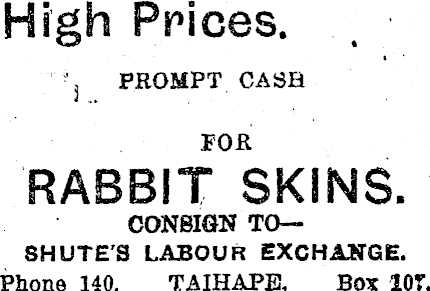 High Prices.
PROMPT CASH
FOR
RABBIT SKINS.
CONSIGN TO—
SHUTE'S LABOUR EXCHANGE.
Phone 140. TAIHAPE. Box 107.